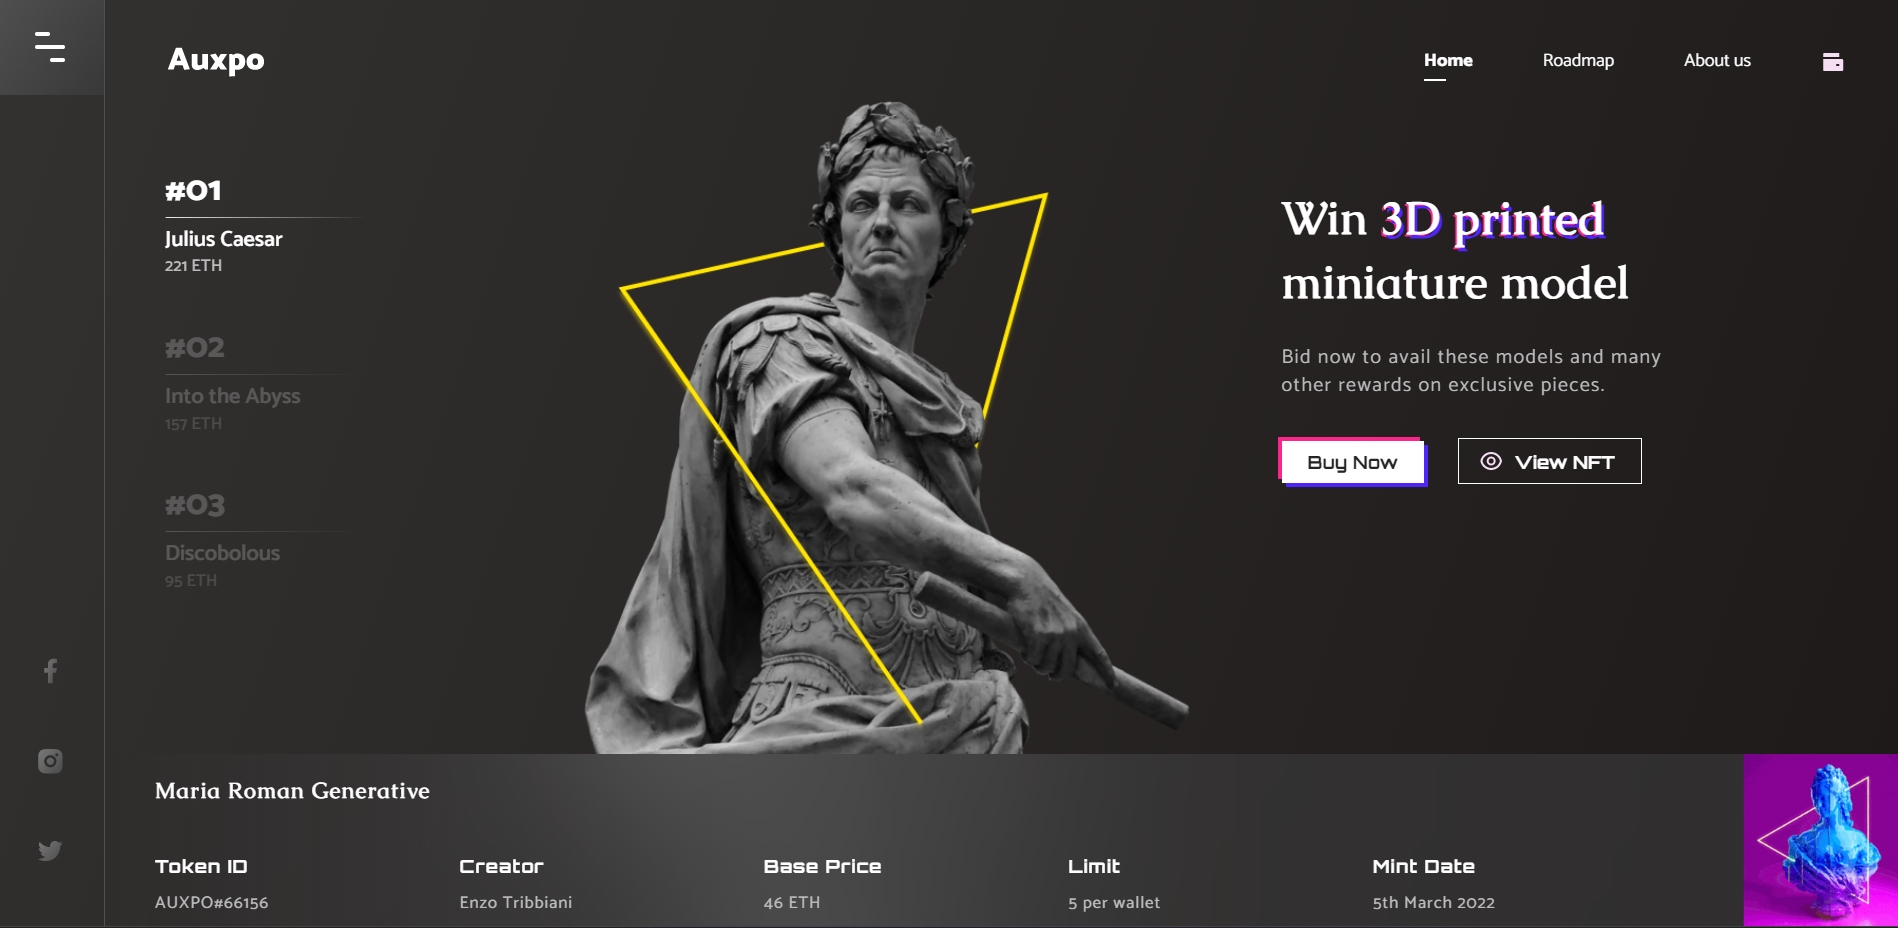 Auxpo
Home
Roadmap
About us
#01
Julius Caesar
221 ETH
#02
Into the Abyss
157 ETH
#03
Discobolous
95 ETH
Win 3D printed
miniature model
Bid now to avail these models and many
other rewards on exclusive pieces.
Buy Now
View NFT
Maria Roman Generative
Token ID
AUXPO#66156
Creator
Enzo Tribbiani
Base Price
46 ETH
Limit
5 per wallet
Mint Date
5th March 2022